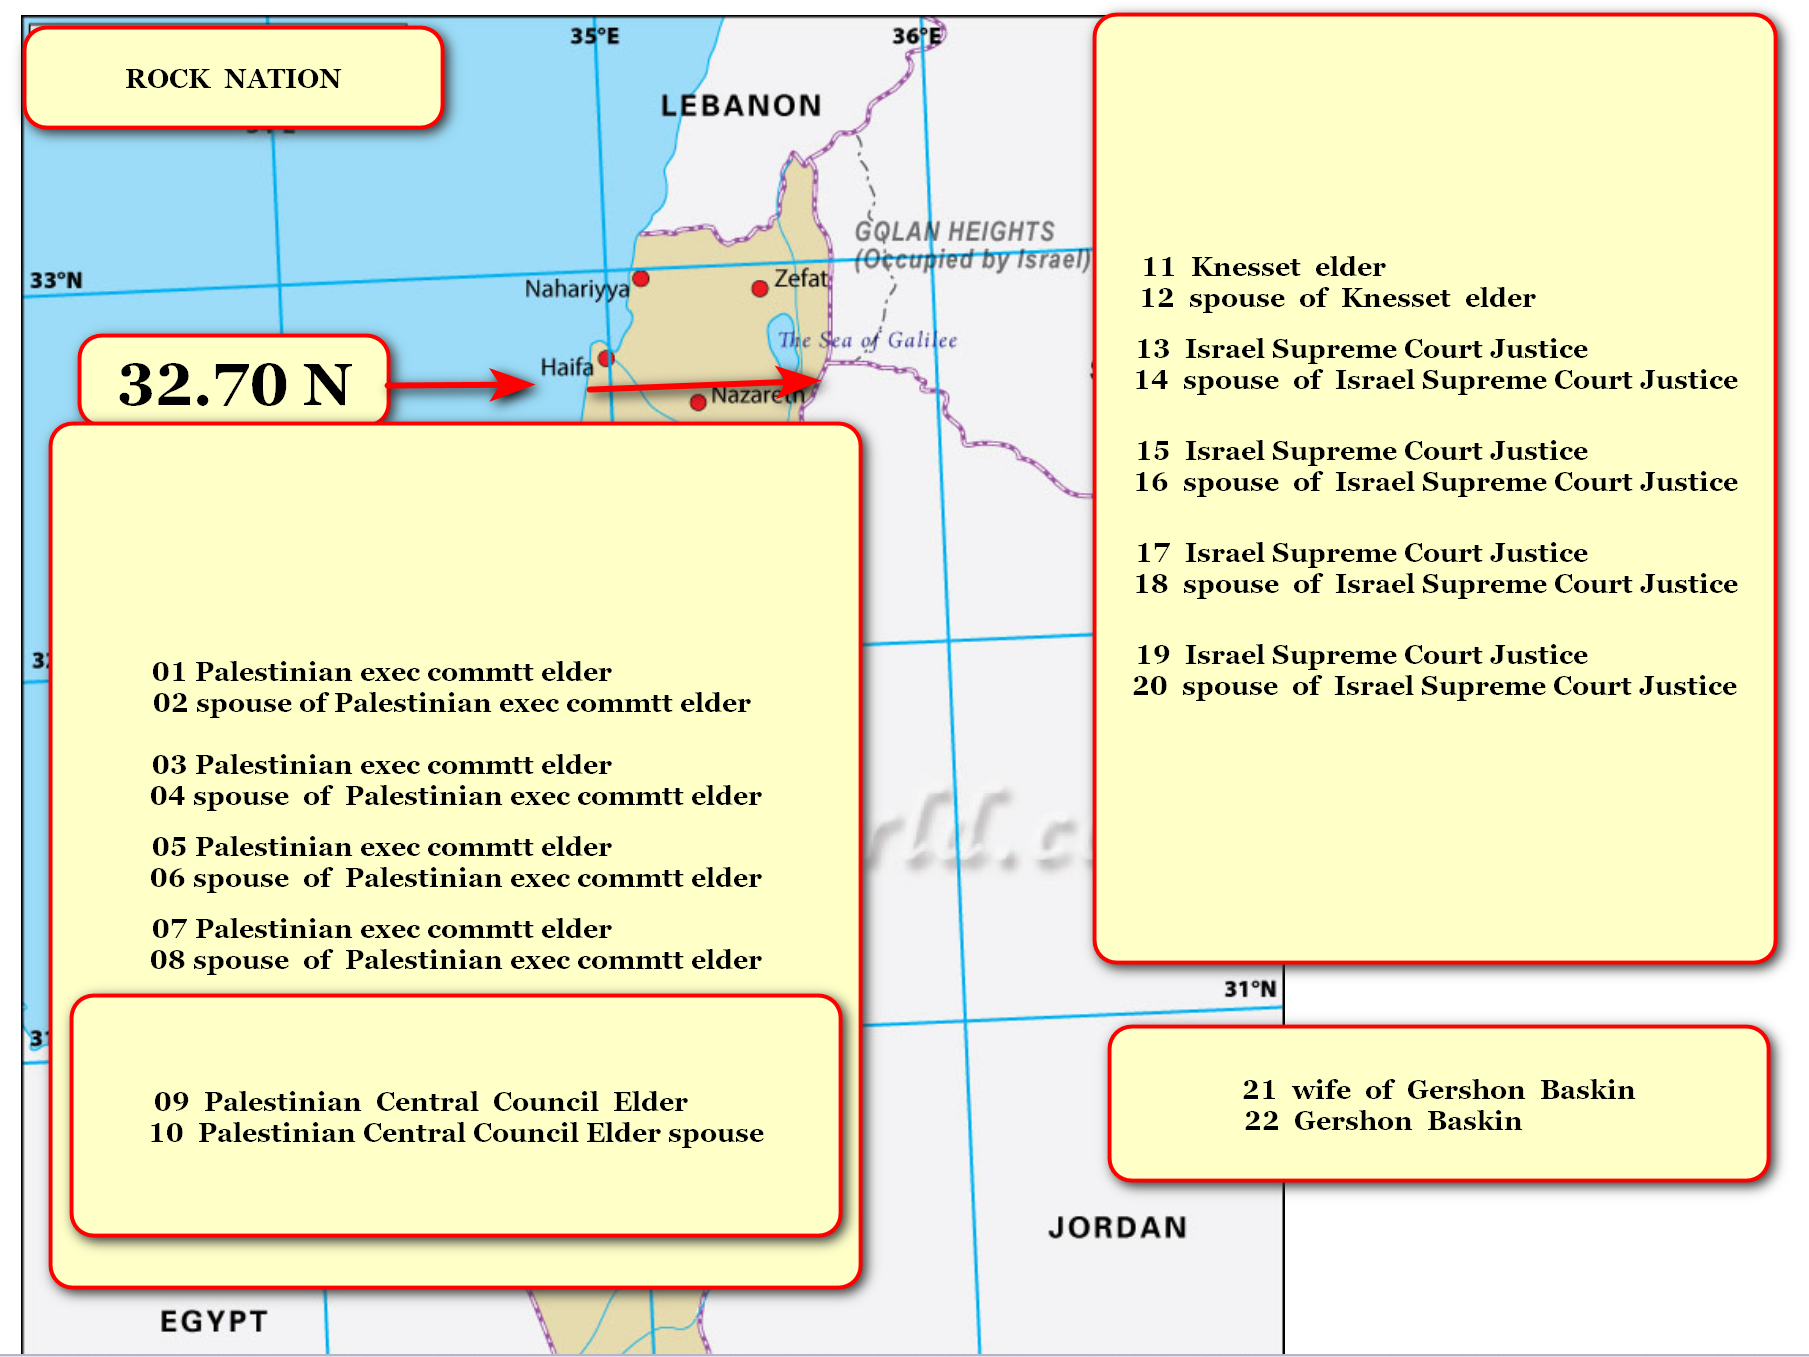 ROCK NATION
35°E
36°E
LEBANON
GOLAN HEIGHTS
(Occupied by Israel)
33°N
Nahariyya
Zefat
The Sea of Galilee
Haifa
32.70 N
Nazareth
11 Knesset elder
12 spouse of Knesset elder
13 Israel Supreme Court Justice
14 spouse of Israel Supreme Court Justice
15 Israel Supreme Court Justice
16 spouse of Israel Supreme Court Justice
17 Israel Supreme Court Justice
18 spouse of Israel Supreme Court Justice
19 Israel Supreme Court Justice
20 spouse of Israel Supreme Court Justice
01 Palestinian exec commtt elder
02 spouse of Palestinian exec commtt elder
03 Palestinian exec commtt elder
04 spouse of Palestinian exec commtt elder
05 Palestinian exec commtt elder
06 spouse of Palestinian exec commtt elder
07 Palestinian exec commtt elder
08 spouse of Palestinian exec commtt elder
09 Palestinian Central Council Elder
10 Palestinian Central Council Elder spouse
31°N
21 wife of Gershon Baskin
22 Gershon Baskin
JORDAN
EGYPT